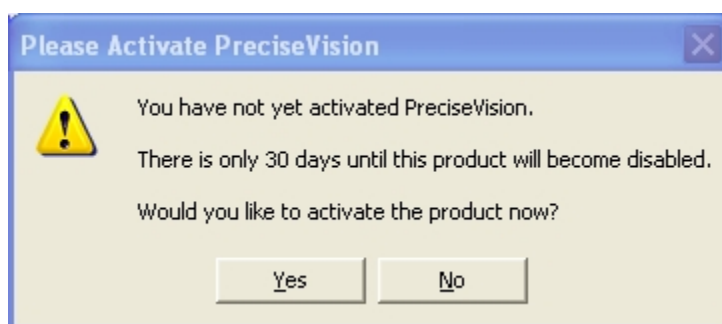 Please Activate PreciseVision
You have not yet activated PreciseVision.
There is only 30 days until this product will become disabled.
Would you like to activate the product now?
Yes No